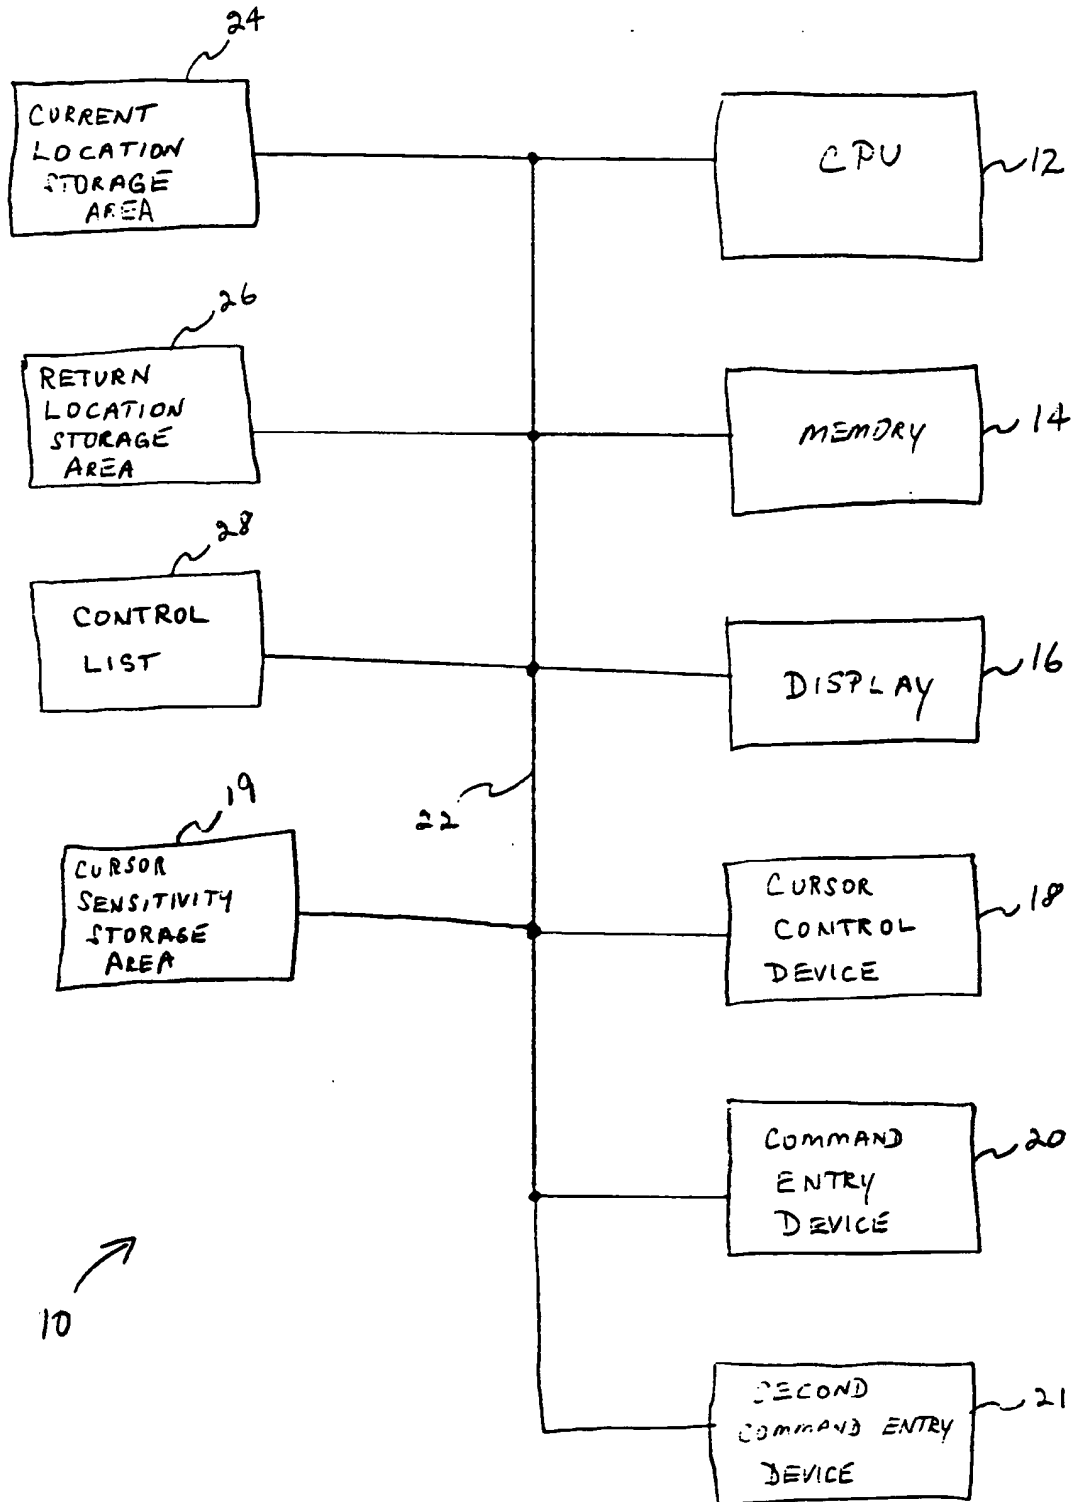 24
CURRENT
LOCATION
STORAGE
AREA
CPU
12
26
RETURN
LOCATION
STORAGE
AREA
MEMORY
14
28
CONTROL
LIST
DISPLAY
16
22
19
CURSOR
SENSITIVITY
STORAGE
AREA
CURSOR
CONTROL
DEVICE
18
COMMAND
ENTRY
DEVICE
20
10
SECOND
COMMAND ENTRY
DEVICE
21